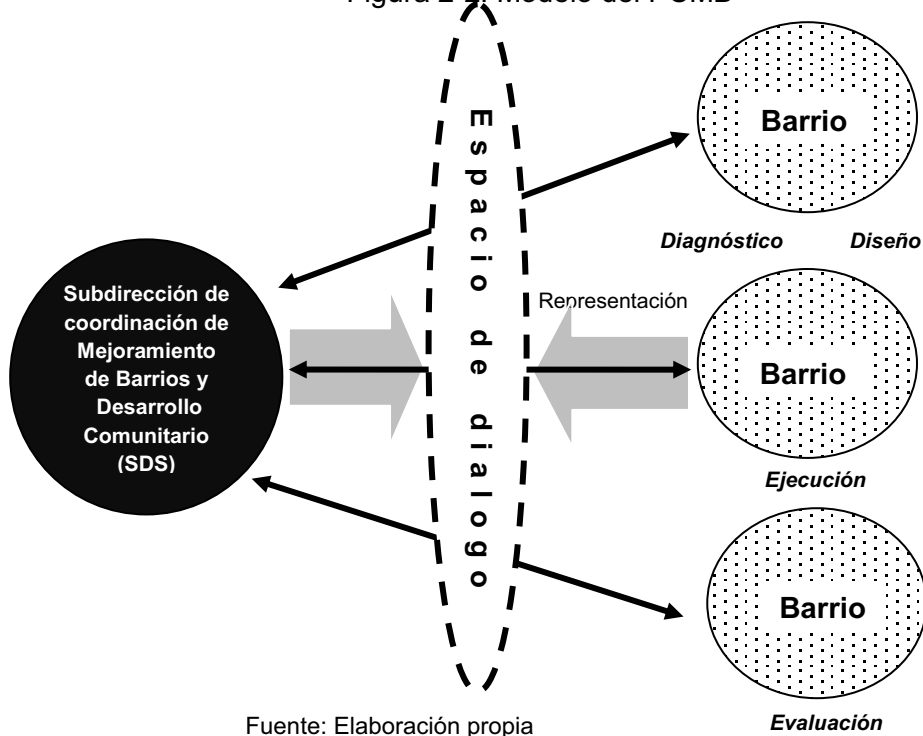 Barrio
Espacio de dialogo
Diagnóstico Diseño
Subdirección de
coordinación de
Mejoramiento
de Barrios y
Desarrollo
Comunitario
(SDS)
Representación
Barrio
Ejecución
Barrio
Fuente: Elaboración propia
Evaluación